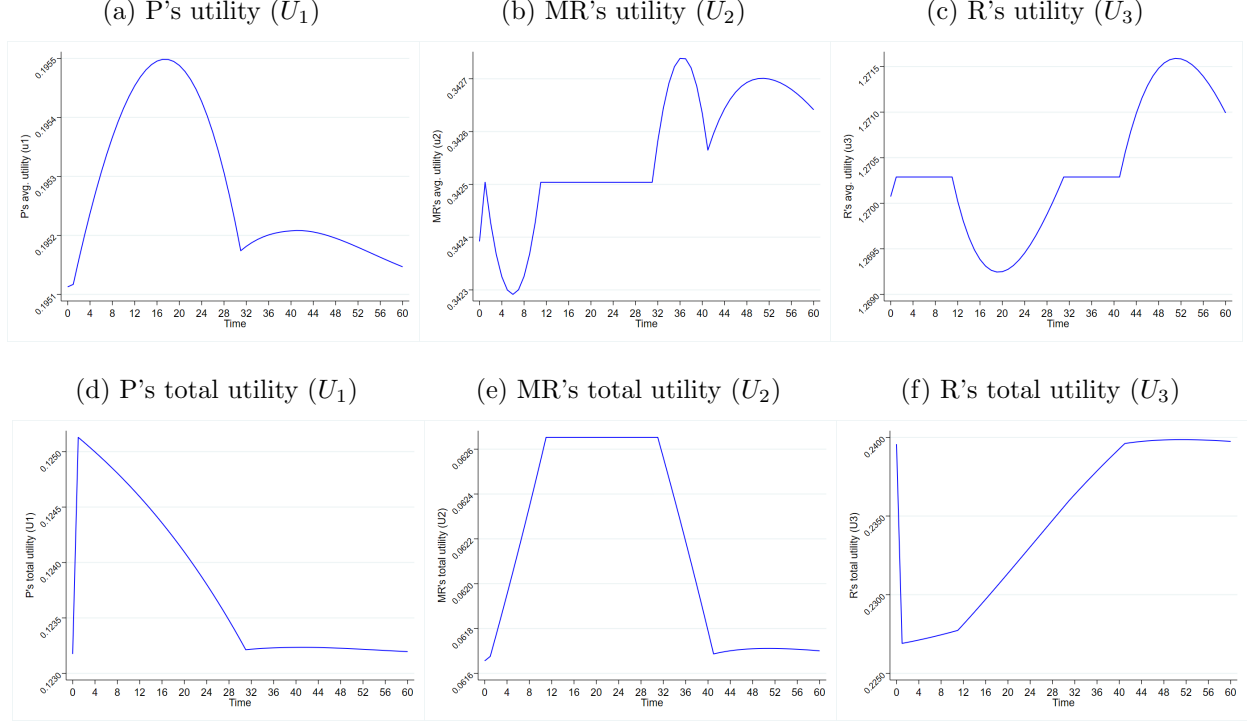 (a) P's utility (U₁) (b) MR's utility (U₂) (c) R's utility (U₃)
P's avg. utility (u1)
0.1955
0.1954
0.1953
0.1952
0.1951
0 4 8 12 16 20 24 28 32 36 40 44 48 52 56 60
Time
MR's avg. utility (u2)
0.3427
0.3426
0.3425
0.3424
0.3423
0 4 8 12 16 20 24 28 32 36 40 44 48 52 56 60
Time
R's avg. utility (u3)
1.2715
1.2710
1.2705
1.2700
1.2695
1.2690
0 4 8 12 16 20 24 28 32 36 40 44 48 52 56 60
Time
(d) P's total utility (U₁) (e) MR's total utility (U₂) (f) R's total utility (U₃)
P's total utility (U1)
0.1250
0.1245
0.1240
0.1235
0.1230
0 4 8 12 16 20 24 28 32 36 40 44 48 52 56 60
Time
MR's total utility (U2)
0.0626
0.0624
0.0622
0.0620
0.0618
0.0616
0 4 8 12 16 20 24 28 32 36 40 44 48 52 56 60
Time
R's total utility (U3)
0.2400
0.2350
0.2300
0.2250
0 4 8 12 16 20 24 28 32 36 40 44 48 52 56 60
Time